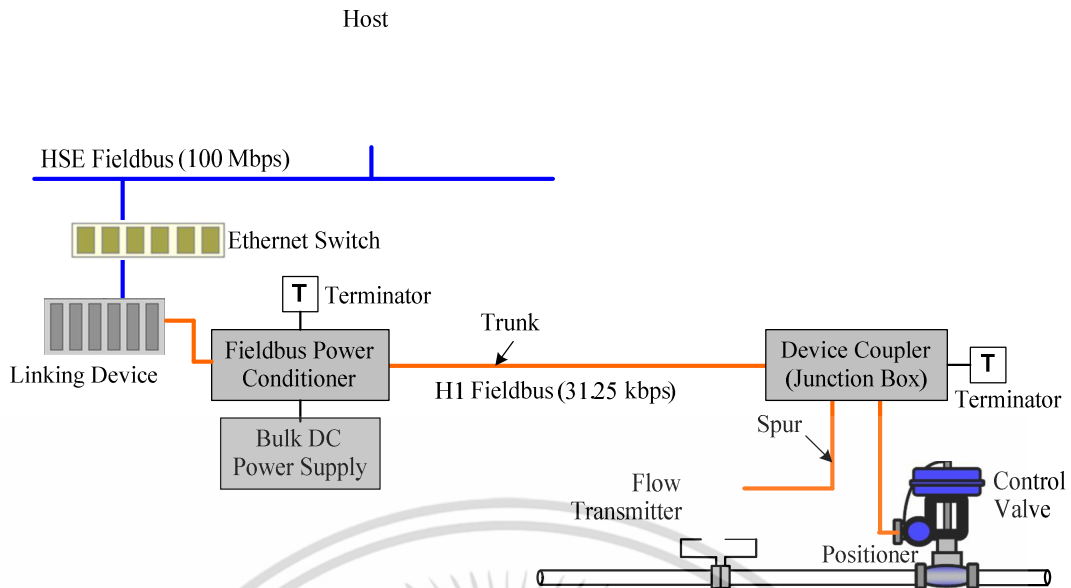 Host
HSE Fieldbus (100 Mbps)
Ethernet Switch
T
Terminator
Linking Device
Fieldbus Power
Conditioner
Trunk
H1 Fieldbus (31.25 kbps)
Device Coupler
(Junction Box)
T
Terminator
Bulk DC
Power Supply
Spur
Flow
Transmitter
Control
Valve
Positioner